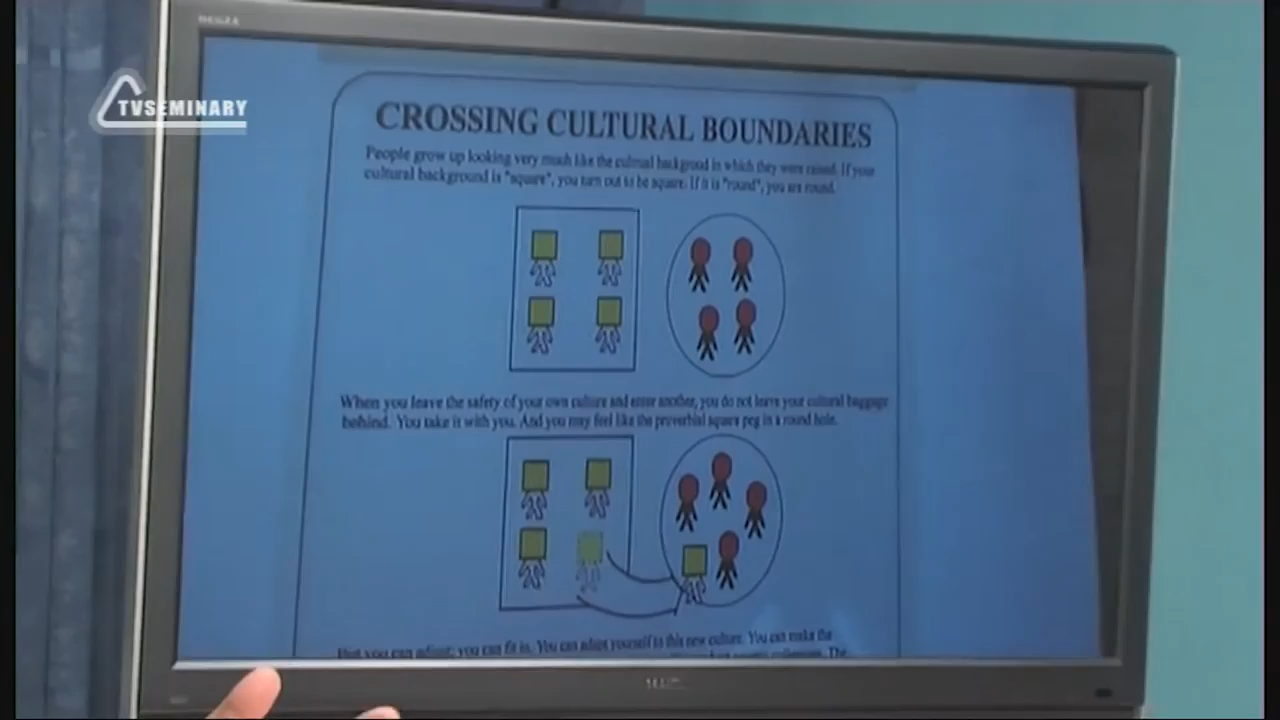 REGZA
TVSEMINARY
CROSSING CULTURAL BOUNDARIES
People grow up looking very much like the cultural background in which they were raised. If your
cultural background is "square", you turn out to be square. If it is "round", you are round.
When you leave the safety of your own culture and enter another, you do not leave your cultural baggage
behind. You take it with you. And you may feel like the proverbial square peg in a round hole.
But you can adjust, you can fit in. You can adapt yourself to this new culture. You can make the
The